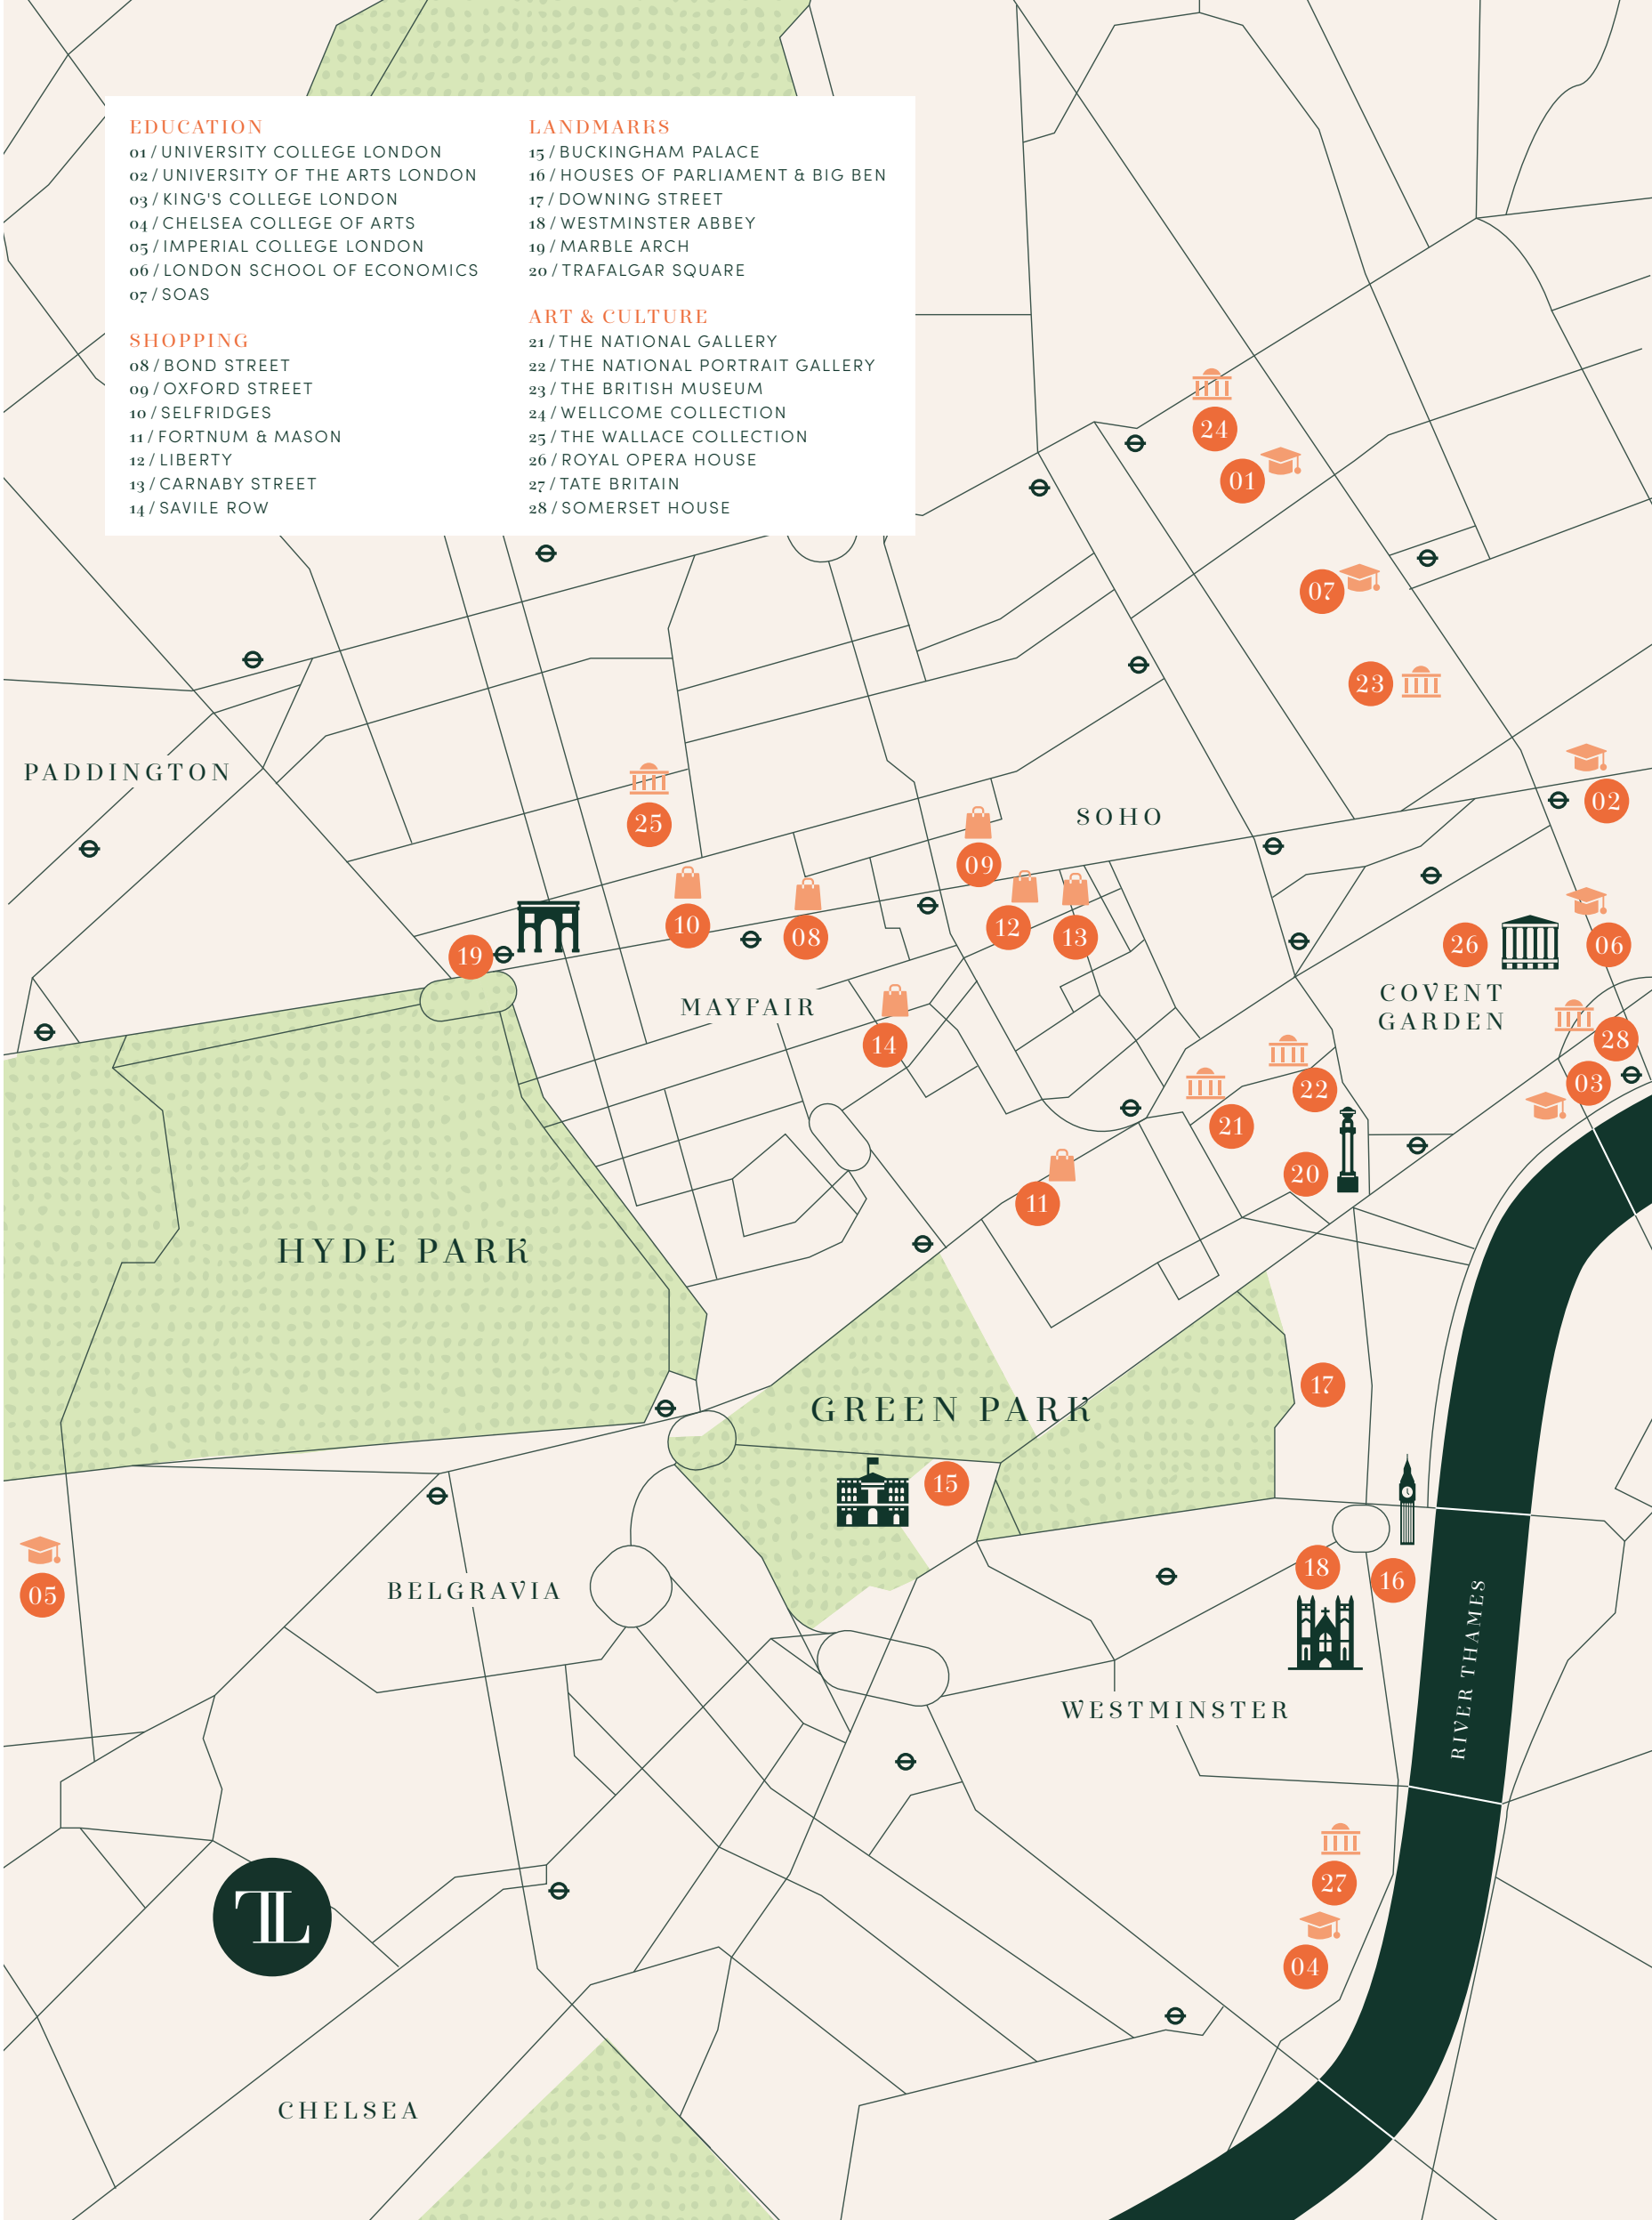 EDUCATION
01 / UNIVERSITY COLLEGE LONDON
02 / UNIVERSITY OF THE ARTS LONDON
03 / KING'S COLLEGE LONDON
04 / CHELSEA COLLEGE OF ARTS
05 / IMPERIAL COLLEGE LONDON
06 / LONDON SCHOOL OF ECONOMICS
07 / SOAS
SHOPPING
08 / BOND STREET
09 / OXFORD STREET
10 / SELFRIDGES
11 / FORTNUM & MASON
12 / LIBERTY
13 / CARNABY STREET
14 / SAVILE ROW
LANDMARKS
15 / BUCKINGHAM PALACE
16 / HOUSES OF PARLIAMENT & BIG BEN
17 / DOWNING STREET
18 / WESTMINSTER ABBEY
19 / MARBLE ARCH
20 / TRAFALGAR SQUARE
ART & CULTURE
21 / THE NATIONAL GALLERY
22 / THE NATIONAL PORTRAIT GALLERY
23 / THE BRITISH MUSEUM
24 / WELLCOME COLLECTION
25 / THE WALLACE COLLECTION
26 / ROYAL OPERA HOUSE
27 / TATE BRITAIN
28 / SOMERSET HOUSE
24
01
07
23
PADDINGTON
02
SOHO
25
09
10
08
12
13
26
06
19
COVENT
GARDEN
MAYFAIR
14
28
03
22
21
20
11
HYDE PARK
17
GREEN PARK
15
18
16
05
BELGRAVIA
RIVER THAMES
WESTMINSTER
27
TL
04
CHELSEA